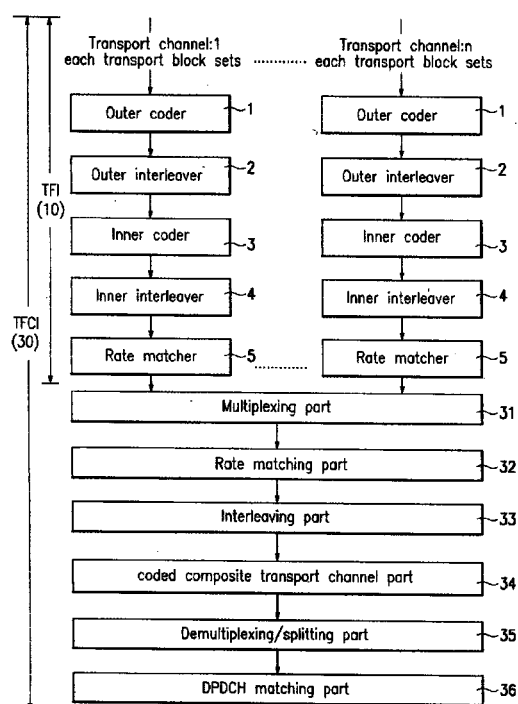 Transport channel:1
each transport block sets
Transport channel:n
each transport block sets
Outer coder
1
Outer interleaver
2
Inner coder
3
Inner interleaver
4
Rate matcher
5
Outer coder
1
Outer interleaver
2
Inner coder
3
Inner interleaver
4
Rate matcher
5
TFI
(10)
TFCI
(30)
Multiplexing part
31
Rate matching part
32
Interleaving part
33
coded composite transport channel part
34
Demultiplexing/splitting part
35
DPDCH matching part
36